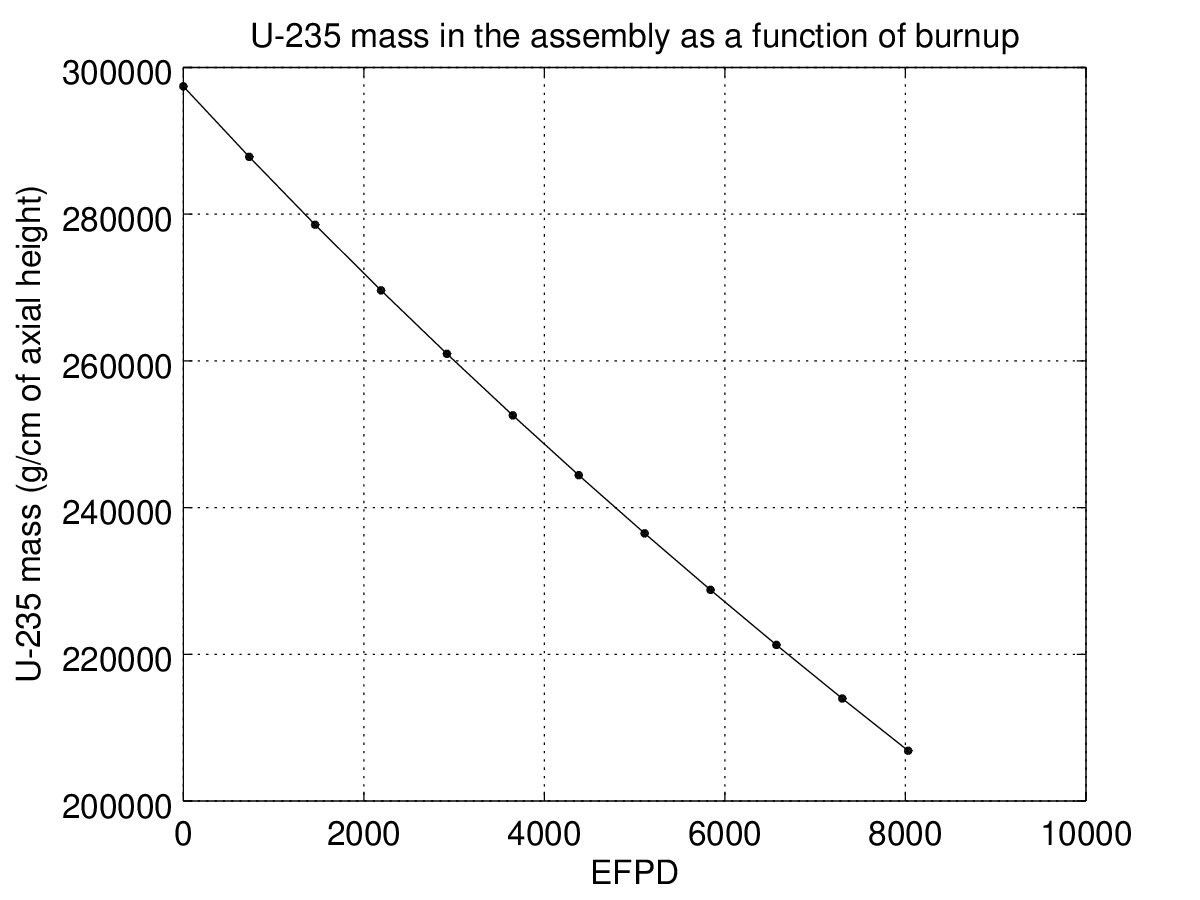 U-235 mass in the assembly as a function of burnup
U-235 mass (g/cm of axial height)
300000
280000
260000
240000
220000
200000
0 2000 4000 6000 8000 10000
EFPD